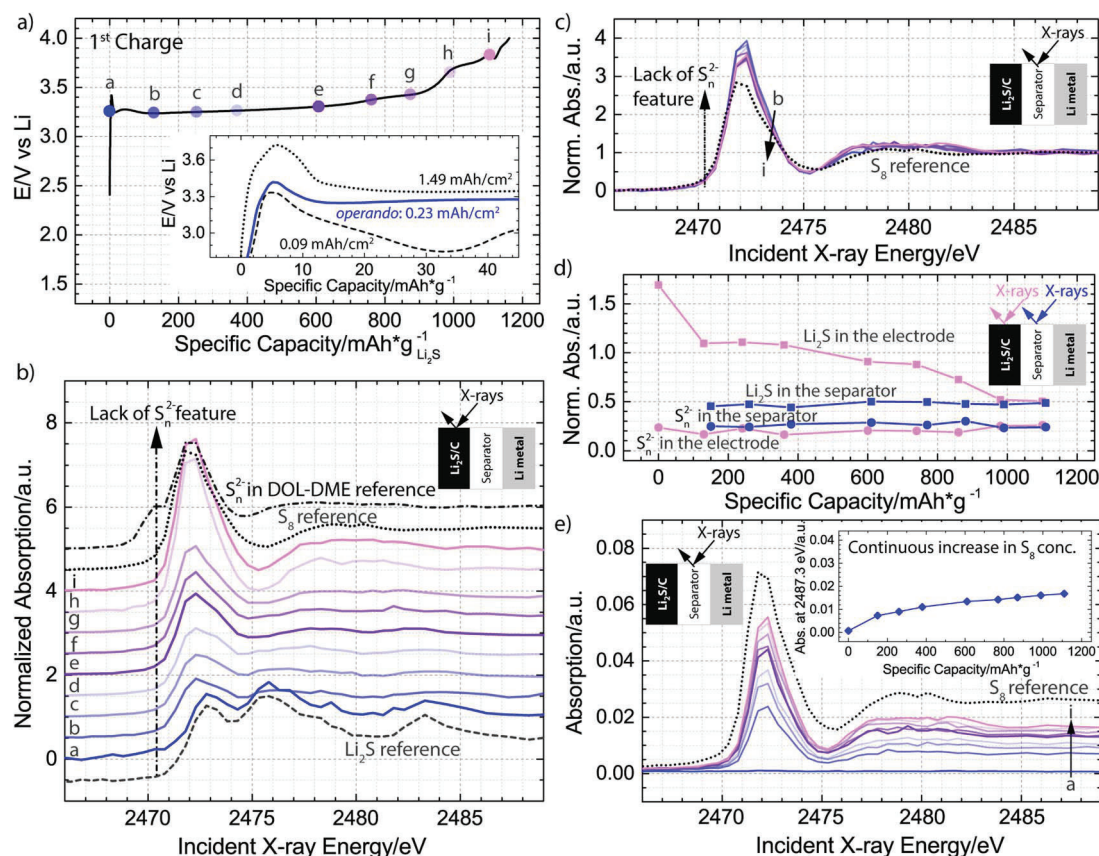 a)
1st Charge
E/V vs Li
4.0
3.5
3.0
2.5
2.0
1.5
a
b
c
d
e
f
g
h
i
0
200
400
600
800
1000
1200
Specific Capacity/mAh*g-1 Li2S
E/V vs Li
3.6
3.3
3.0
1.49 mAh/cm2
operando: 0.23 mAh/cm2
0.09 mAh/cm2
0
10
20
30
40
Specific Capacity/mAh*g-1
b)
Normalized Absorption/a.u.
8
6
4
2
0
Lack of Sn2- feature
X-rays
Li2S/C
Separator
Li metal
Sn2- in DOL-DME reference
S8 reference
i
h
g
f
e
d
c
b
a
Li2S reference
2470
2475
2480
2485
Incident X-ray Energy/eV
c)
Norm. Abs./a.u.
4
3
2
1
0
Lack of Sn2-
feature
b
i
X-rays
Li2S/C
Separator
Li metal
S8 reference
2470
2475
2480
2485
Incident X-ray Energy/eV
d)
Norm. Abs./a.u.
1.5
1.0
0.5
0.0
X-rays
X-rays
Li2S/C
Separator
Li metal
Li2S in the electrode
Li2S in the separator
Sn2- in the separator
Sn2- in the electrode
0
200
400
600
800
1000
1200
Specific Capacity/mAh*g-1
e)
Absorption/a.u.
0.08
0.06
0.04
0.02
0.00
X-rays
Li2S/C
Separator
Li metal
Abs. at 2487.3 eV/a.u.
0.04
0.03
0.02
0.01
0.00
Continuous increase in S8 conc.
0
200
400
600
800
1000
1200
Specific Capacity/mAh*g-1
S8 reference
i
a
2470
2475
2480
2485
Incident X-ray Energy/eV